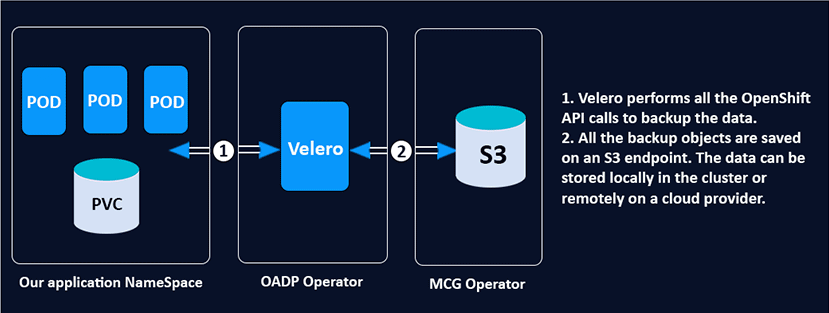 POD
POD
POD
PVC
Our application NameSpace
1
Velero
OADP Operator
2
S3
MCG Operator
1. Velero performs all the OpenShift
API calls to backup the data.
2. All the backup objects are saved
on an S3 endpoint. The data can be
stored locally in the cluster or
remotely on a cloud provider.